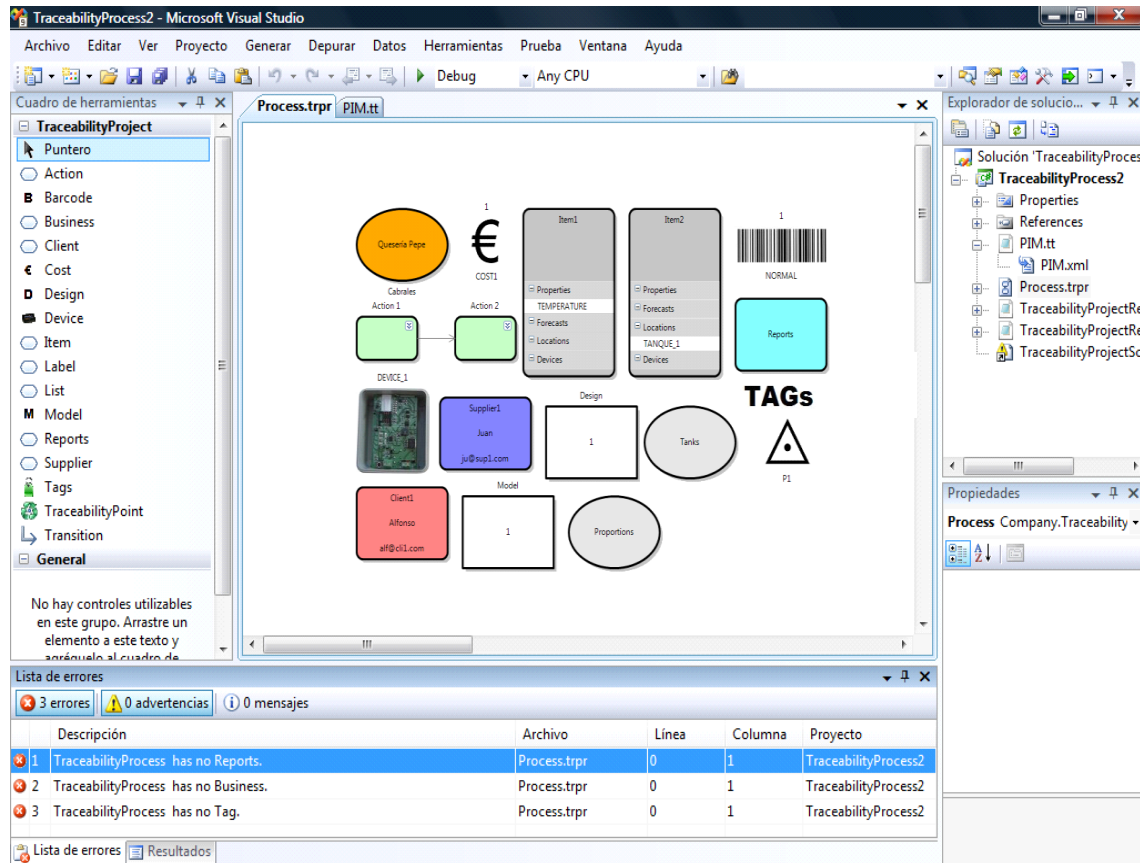 TraceabilityProcess2 - Microsoft Visual Studio
Archivo Editar Ver Proyecto Generar Depurar Datos Herramientas Prueba Ventana Ayuda
Debug Any CPU
Cuadro de herramientas
TraceabilityProject
Puntero
Action
B Barcode
Business
Client
€ Cost
D Design
Device
Item
Label
List
M Model
Reports
Supplier
Tags
TraceabilityPoint
Transition
General
No hay controles utilizables
en este grupo. Arrastre un
elemento a este texto y
agréguelo al cuadro de
Process.trpr PIM.tt
Quesería Pepe
Cabrales
1
€
COST1
Item1
Properties
TEMPERATURE
Forecasts
Locations
Devices
Item2
Properties
Forecasts
Locations
TANQUE_1
Devices
1
NORMAL
Action 1
Action 2
Reports
DEVICE_1
Supplier1
Juan
ju@sup1.com
Design
1
Tanks
TAGs
P1
Client1
Alfonso
alf@cli1.com
Model
1
Proportions
Explorador de solucio...
Solución 'TraceabilityProces
TraceabilityProcess2
Properties
References
PIM.tt
PIM.xml
Process.trpr
TraceabilityProjectRe
TraceabilityProjectRe
TraceabilityProjectSc
Propiedades
Process Company.Traceability
Lista de errores
3 errores 0 advertencias 0 mensajes
Descripción Archivo Línea Columna Proyecto
1 TraceabilityProcess has no Reports. Process.trpr 0 1 TraceabilityProcess2
2 TraceabilityProcess has no Business. Process.trpr 0 1 TraceabilityProcess2
3 TraceabilityProcess has no Tag. Process.trpr 0 1 TraceabilityProcess2
Lista de errores Resultados